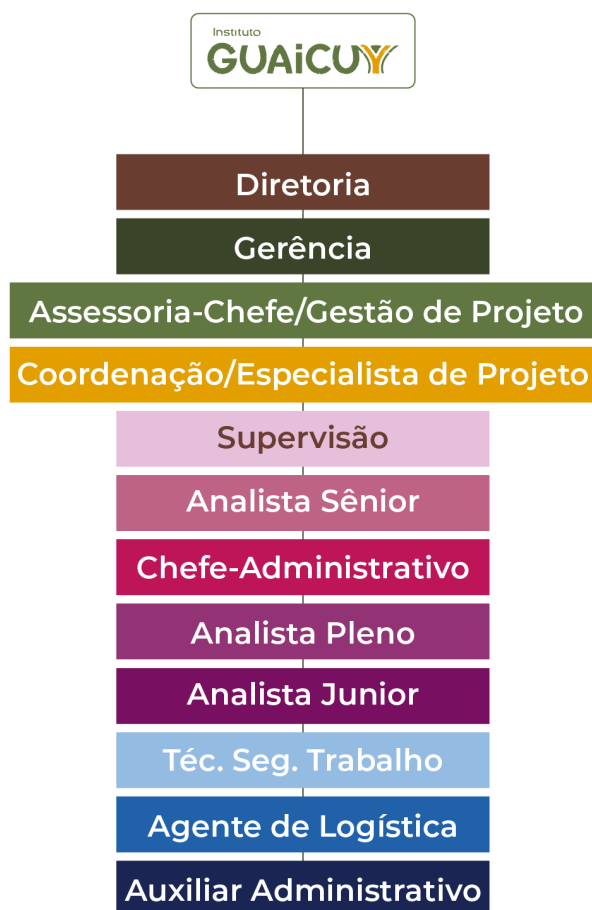 Instituto
GUAiCUY
Diretoria
Gerência
Assessoria-Chefe/Gestão de Projeto
Coordenação/Especialista de Projeto
Supervisão
Analista Sênior
Chefe-Administrativo
Analista Pleno
Analista Junior
Téc. Seg. Trabalho
Agente de Logística
Auxiliar Administrativo